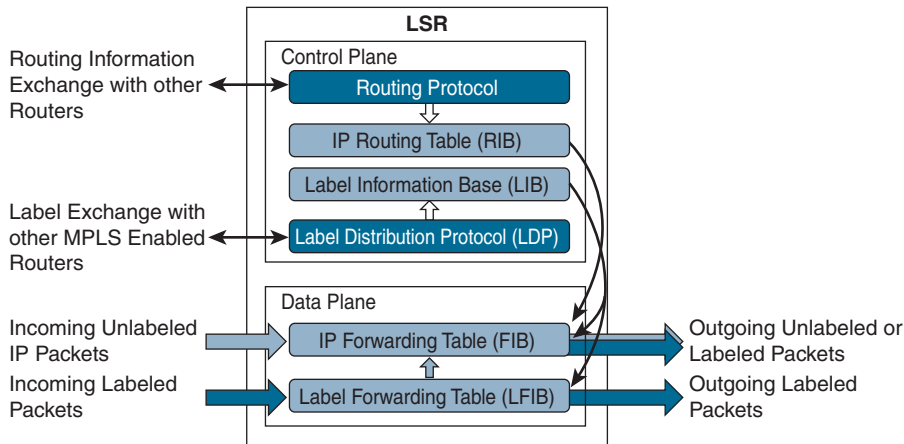 LSR
Control Plane
Routing Information
Exchange with other
Routers
Routing Protocol
IP Routing Table (RIB)
Label Information Base (LIB)
Label Exchange with
other MPLS Enabled
Routers
Label Distribution Protocol (LDP)
Data Plane
Incoming Unlabeled
IP Packets
IP Forwarding Table (FIB)
Outgoing Unlabeled or
Labeled Packets
Incoming Labeled
Packets
Label Forwarding Table (LFIB)
Outgoing Labeled
Packets